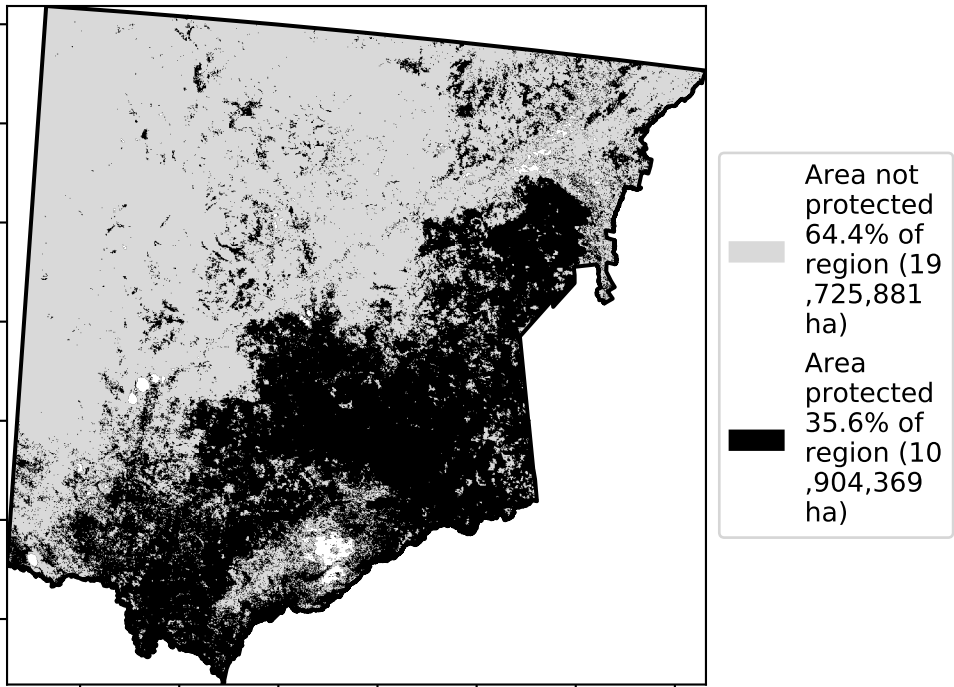 Area not
protected
64.4% of
region (19
,725,881
ha)
Area
protected
35.6% of
region (10
,904,369
ha)